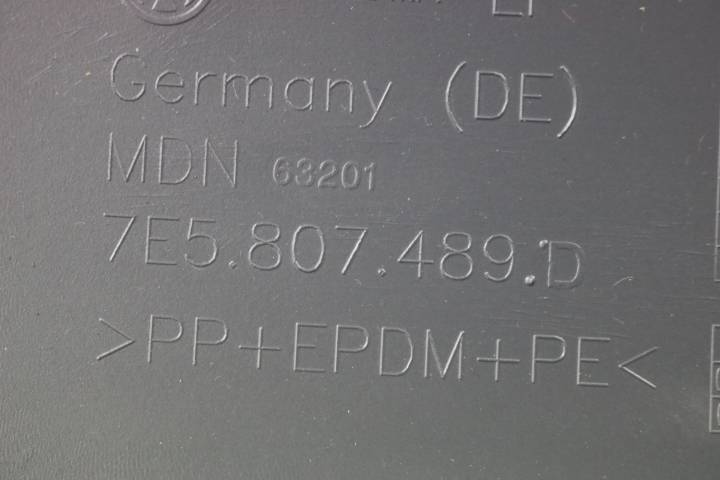 Germany (DE)
MDN 63201
7E5.807.489.D
>PP+EPDM+PE<